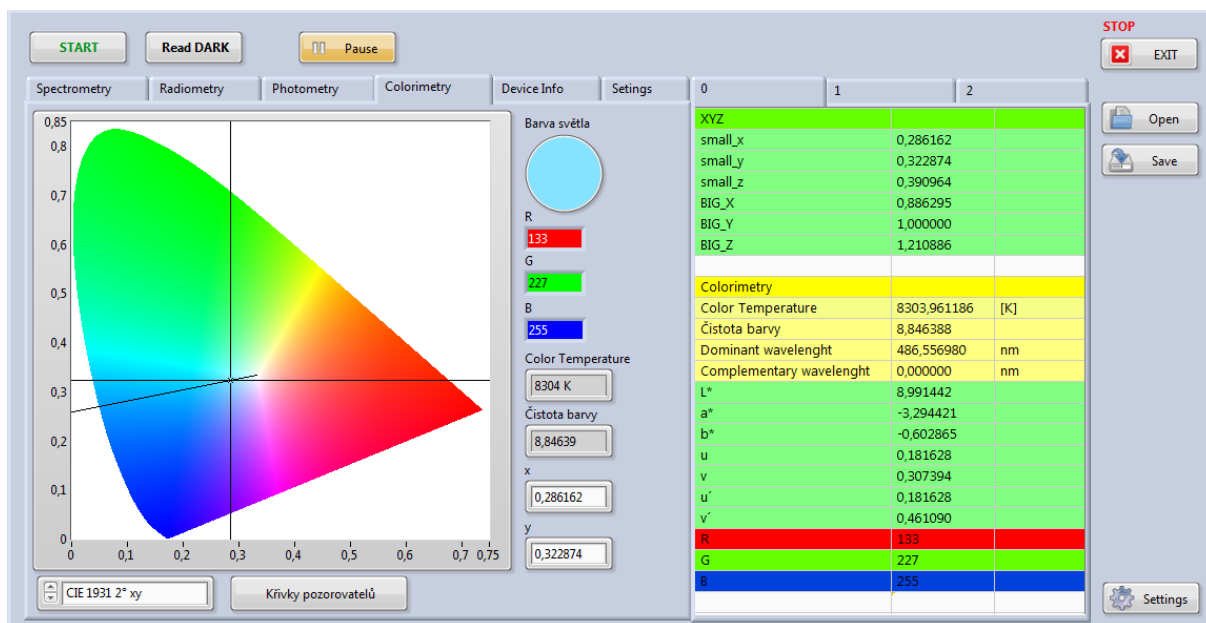 STOP
START Read DARK Pause EXIT
Spectrometry Radiometry Photometry Colorimetry Device Info Setings 0 1 2
Open
Save
0,85
0,8
0,7
0,6
0,5
0,4
0,3
0,2
0,1
0
0 0,1 0,2 0,3 0,4 0,5 0,6 0,7 0,75
CIE 1931 2° xy Křivky pozorovatelů
Barva světla
R
133
G
227
B
255
Color Temperature
8304 K
Čistota barvy
8,84639
x
0,286162
y
0,322874
XYZ
small_x 0,286162
small_y 0,322874
small_z 0,390964
BIG_X 0,886295
BIG_Y 1,000000
BIG_Z 1,210886
Colorimetry
Color Temperature 8303,961186 [K]
Čistota barvy 8,846388
Dominant wavelenght 486,556980 nm
Complementary wavelenght 0,000000 nm
L* 8,991442
a* -3,294421
b* -0,602865
u 0,181628
v 0,307394
u´ 0,181628
v´ 0,461090
R 133
G 227
B 255
Settings